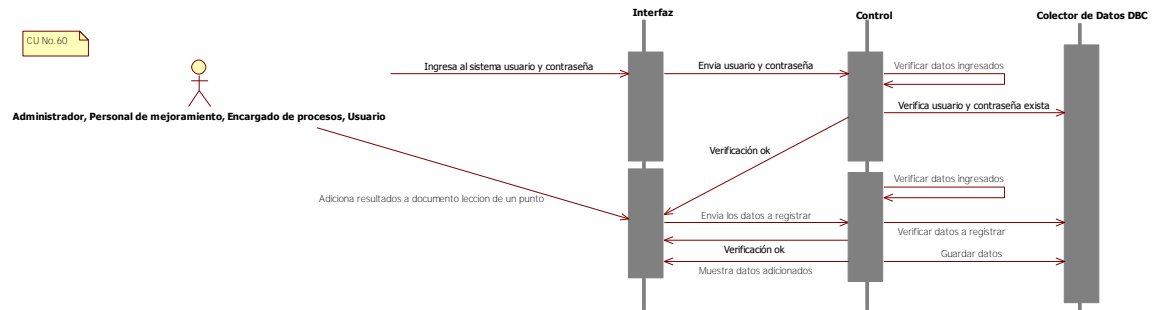 Interfaz
Control
Colector de Datos DBC
CU No.60
Ingresa al sistema usuario y contraseña
Envia usuario y contraseña
Verificar datos ingresados
Verifica usuario y contraseña exista
Administrador, Personal de mejoramiento, Encargado de procesos, Usuario
Verificación ok
Verificar datos ingresados
Adiciona resultados a documento leccion de un punto
Envia los datos a registrar
Verificar datos a registrar
Verificación ok
Guardar datos
Muestra datos adicionados